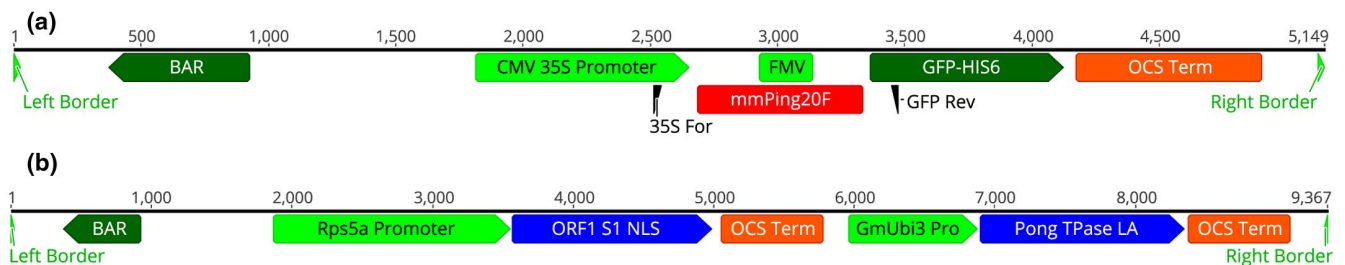 (a)
1 500 1,000 1,500 2,000 2,500 3,000 3,500 4,000 4,500 5,149
BAR CMV 35S Promoter FMV GFP-HIS6 OCS Term
Left Border mmPing20F GFP Rev Right Border
35S For
(b)
1 1,000 2,000 3,000 4,000 5,000 6,000 7,000 8,000 9,367
BAR Rps5a Promoter ORF1 S1 NLS OCS Term GmUbi3 Pro Pong TPase LA OCS Term
Left Border Right Border